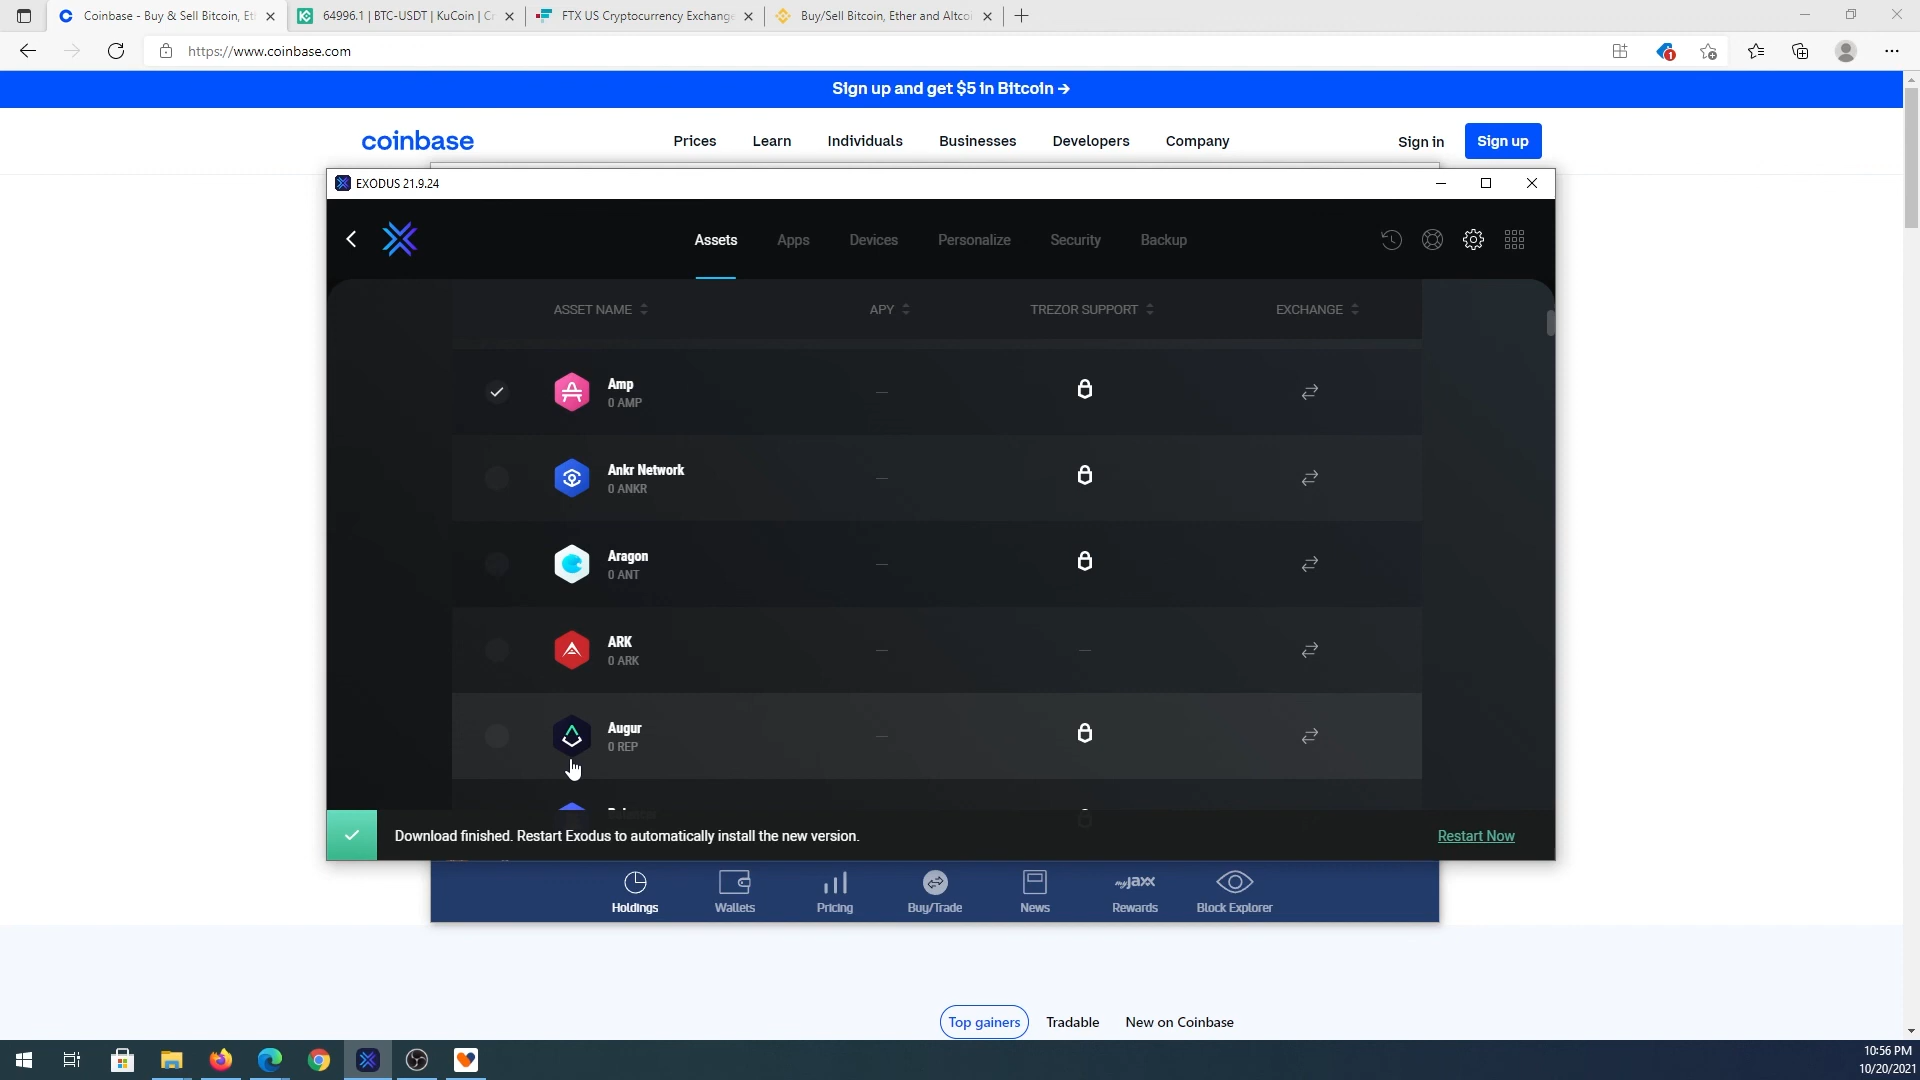 Coinbase - Buy & Sell Bitcoin, Et
64996.1 | BTC-USDT | KuCoin | Cr
FTX US Cryptocurrency Exchange
Buy/Sell Bitcoin, Ether and Altcoi
https://www.coinbase.com
1
Sign up and get $5 in Bitcoin →
coinbase
Prices
Learn
Individuals
Businesses
Developers
Company
Sign in
Sign up
EXODUS 21.9.24
Assets
Apps
Devices
Personalize
Security
Backup
ASSET NAME
APY
TREZOR SUPPORT
EXCHANGE
Amp
0 AMP
Ankr Network
0 ANKR
Aragon
0 ANT
ARK
0 ARK
Augur
0 REP
Download finished. Restart Exodus to automatically install the new version.
Restart Now
Holdings
Wallets
Pricing
Buy/Trade
News
myJAXX
Rewards
Block Explorer
Top gainers
Tradable
New on Coinbase
10:56 PM
10/20/2021